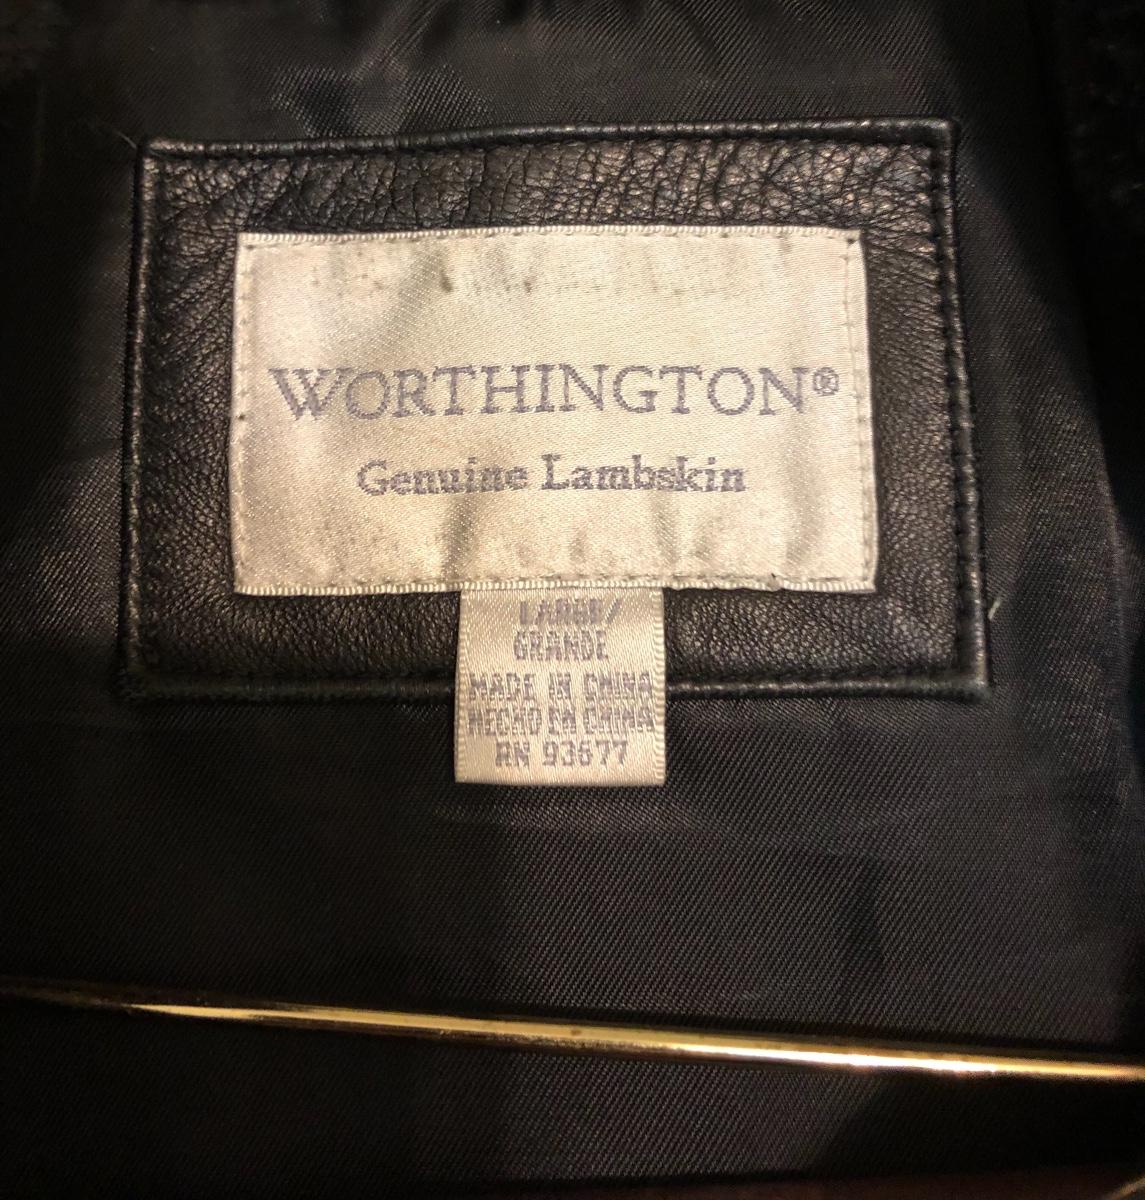 WORTHINGTON®
Genuine Lambskin
LARGE/
GRANDE
MADE IN CHINA
HECHO EN CHINA
RN 93677